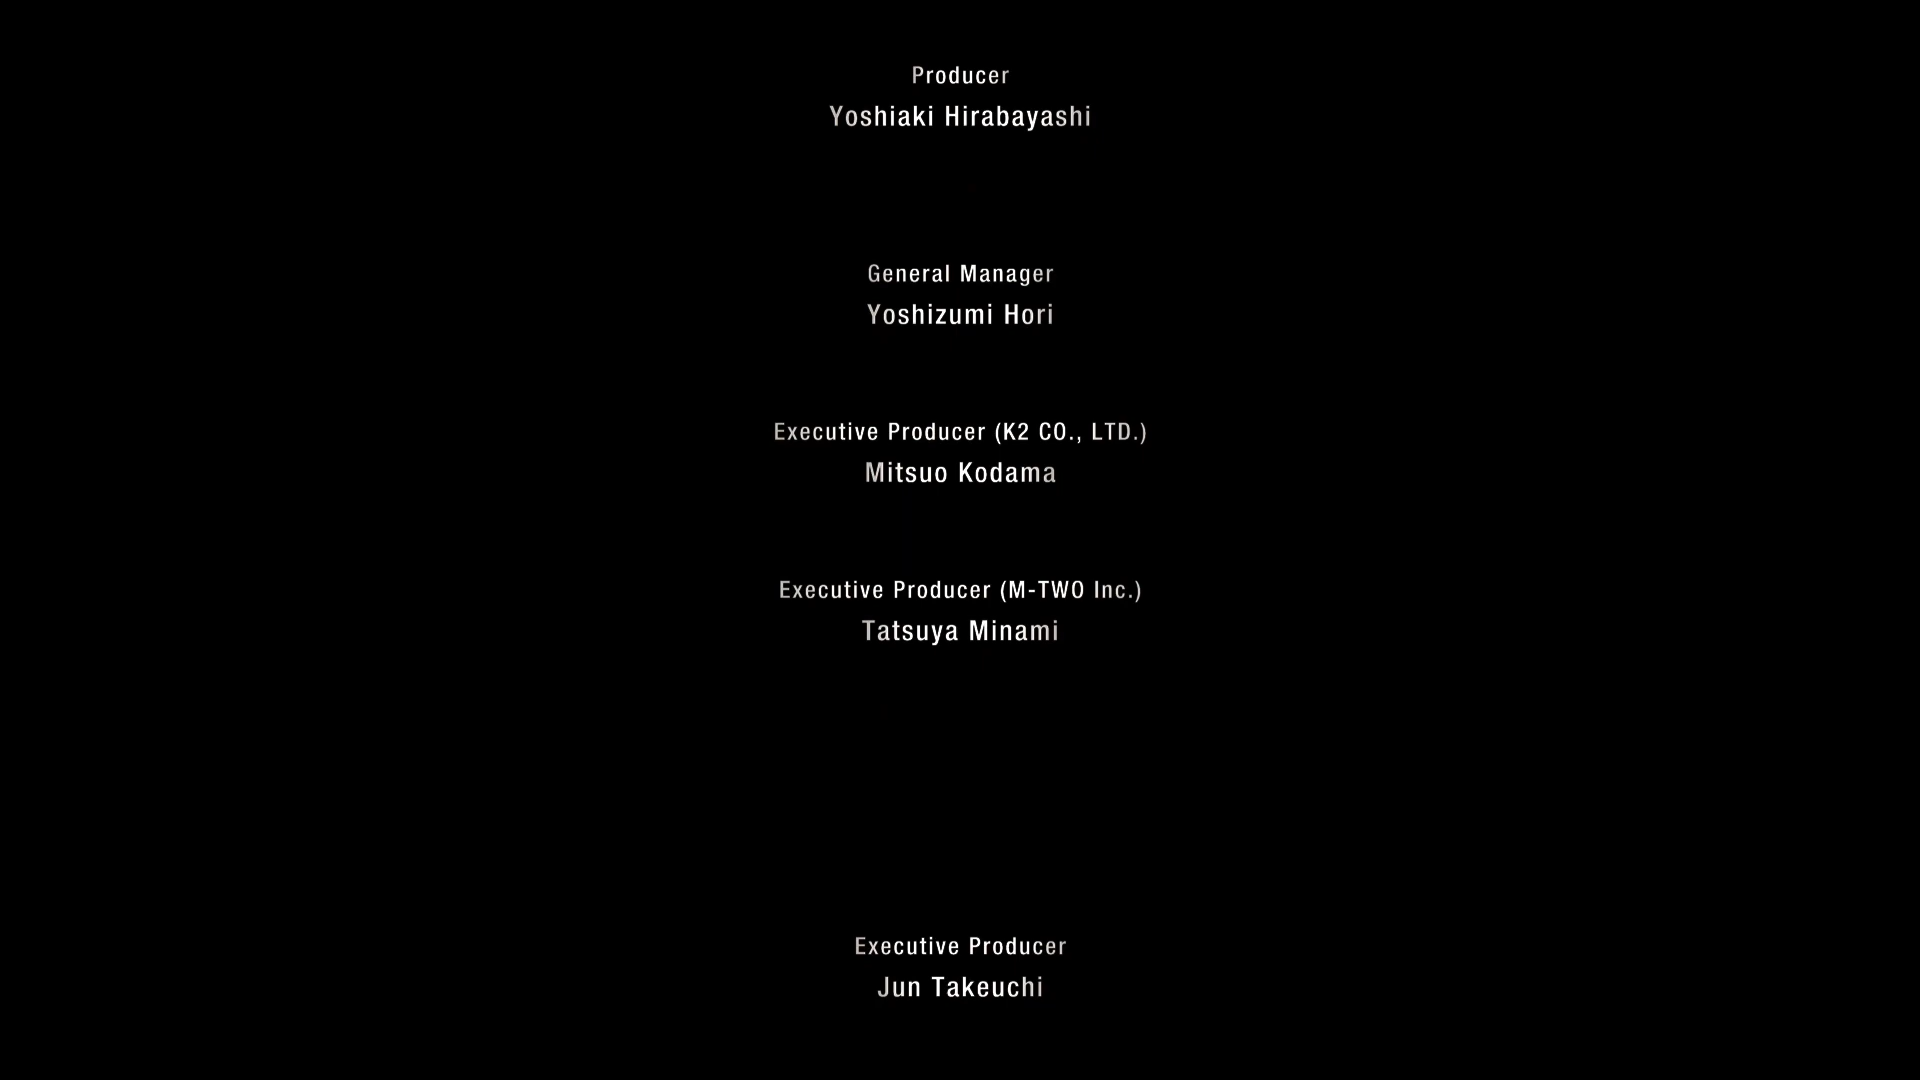 Producer
Yoshiaki Hirabayashi
General Manager
Yoshizumi Hori
Executive Producer (K2 CO., LTD.)
Mitsuo Kodama
Executive Producer (M-TWO Inc.)
Tatsuya Minami
Executive Producer
Jun Takeuchi